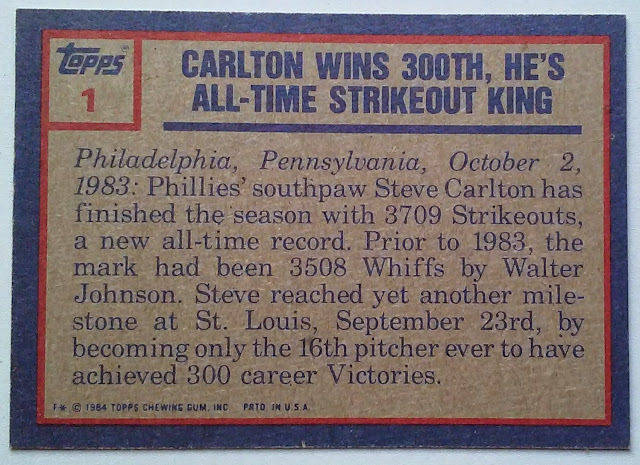 topps
1
CARLTON WINS 300TH, HE'S
ALL-TIME STRIKEOUT KING
Philadelphia, Pennsylvania, October 2,
1983: Phillies' southpaw Steve Carlton has
finished the season with 3709 Strikeouts,
a new all-time record. Prior to 1983, the
mark had been 3508 Whiffs by Walter
Johnson. Steve reached yet another mile-
stone at St. Louis, September 23rd, by
becoming only the 16th pitcher ever to have
achieved 300 career Victories.
F* © 1984 TOPPS CHEWING GUM, INC PRTD. IN U.S.A.